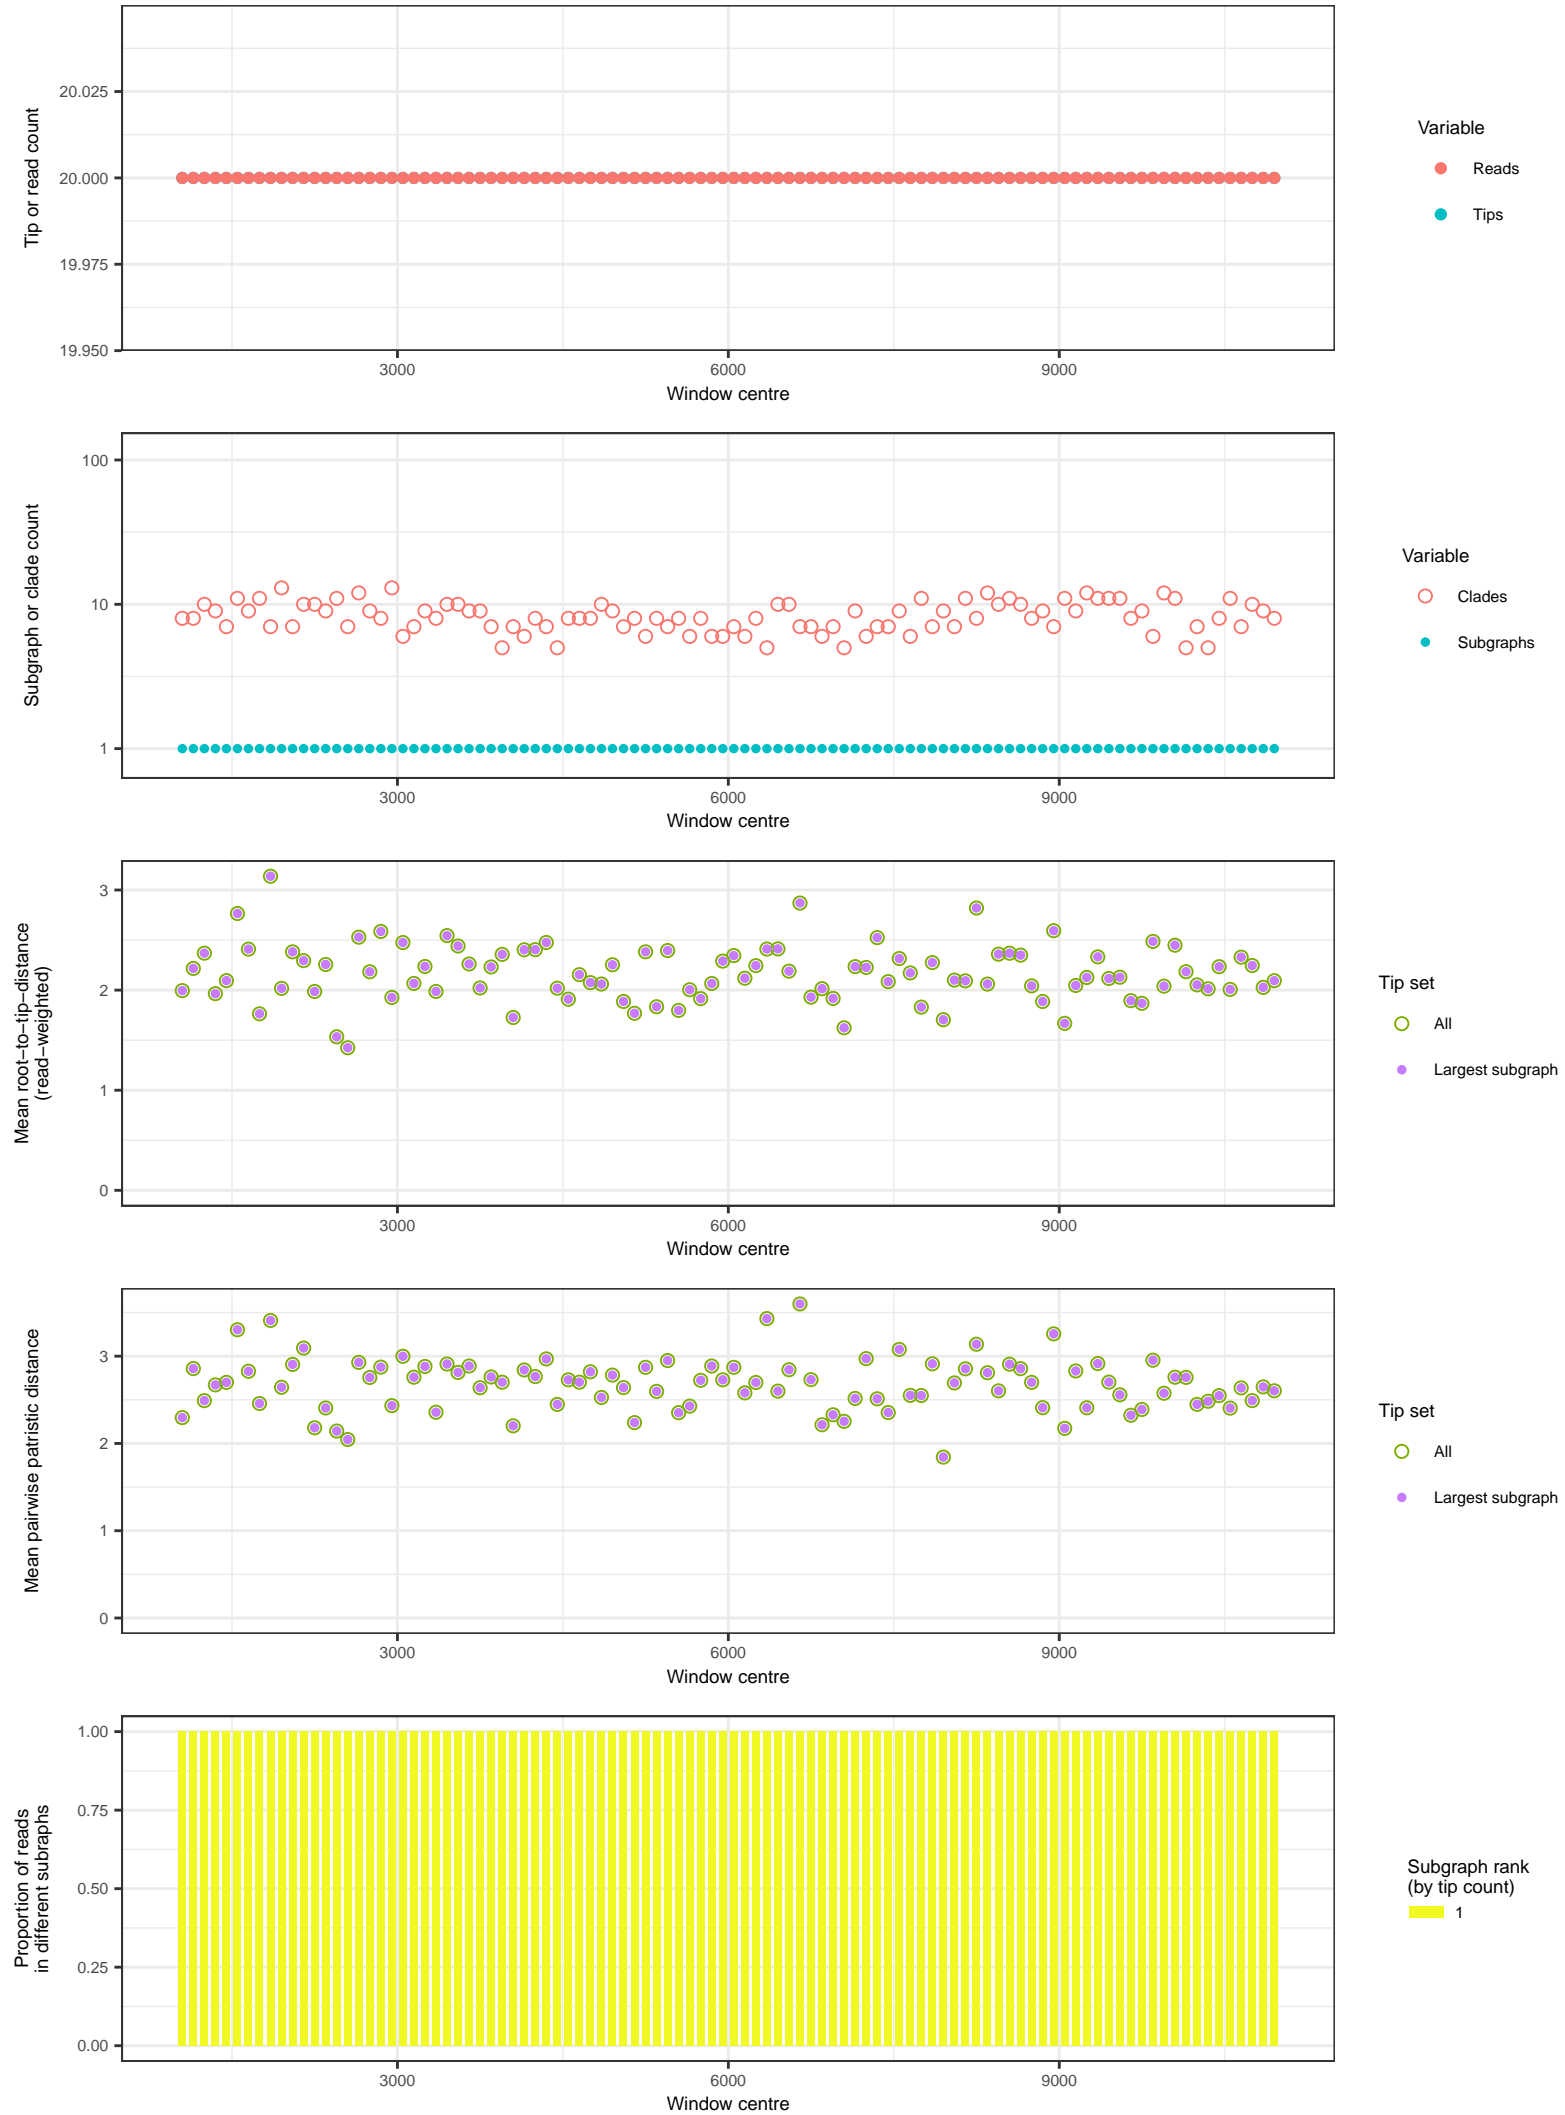 Tip or read count
20.025
20.000
19.975
19.950
3000
6000
9000
Window centre
Variable
Reads
Tips
Subgraph or clade count
100
10
1
3000
6000
9000
Window centre
Variable
Clades
Subgraphs
Mean root−to−tip−distance
(read−weighted)
3
2
1
0
3000
6000
9000
Window centre
Tip set
All
Largest subgraph
Mean pairwise patristic distance
3
2
1
0
3000
6000
9000
Window centre
Tip set
All
Largest subgraph
Proportion of reads
in different subraphs
1.00
0.75
0.50
0.25
0.00
3000
6000
9000
Window centre
Subgraph rank
(by tip count)
1